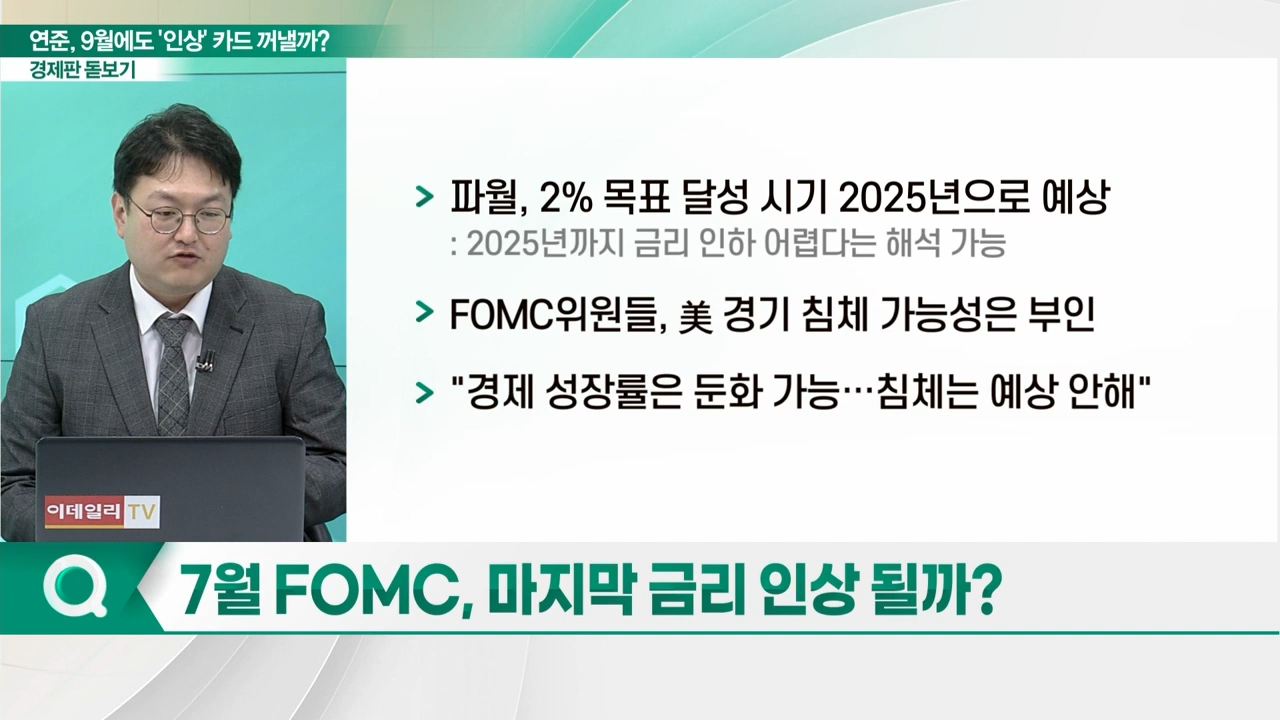 연준, 9월에도 '인상' 카드 꺼낼까?
경제판 돋보기
> 파월, 2% 목표 달성 시기 2025년으로 예상
: 2025년까지 금리 인하 어렵다는 해석 가능
> FOMC위원들, 美 경기 침체 가능성은 부인
> "경제 성장률은 둔화 가능…침체는 예상 안해"
이데일리 TV
7월 FOMC, 마지막 금리 인상 될까?